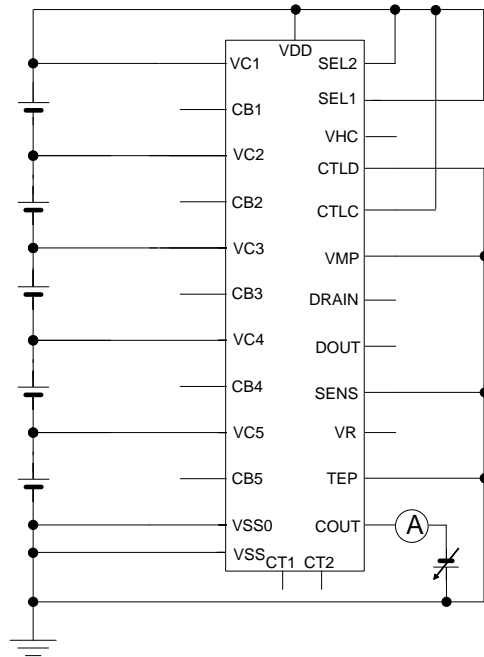 VDD
VC1
CB1
VC2
CB2
VC3
CB3
VC4
CB4
VC5
CB5
VSS0
VSS
CT1 CT2
SEL2
SEL1
VHC
CTLD
CTLC
VMP
DRAIN
DOUT
SENS
VR
TEP
COUT
A